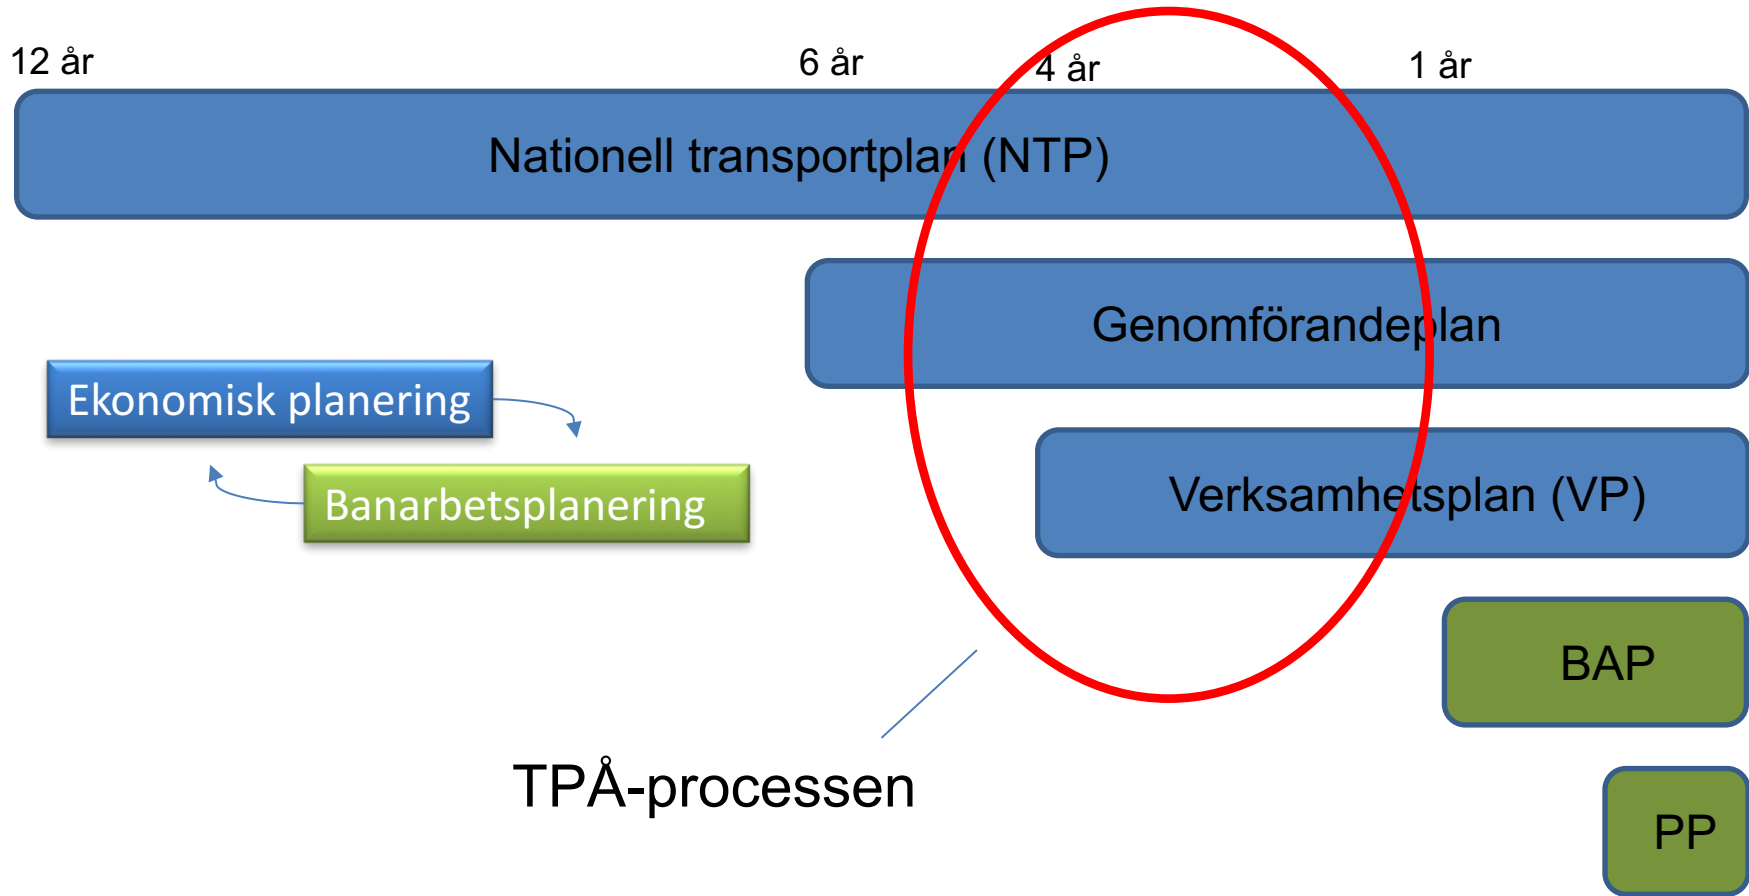 12 år
6 år
4 år
1 år
Nationell transportplan (NTP)
Genomförandeplan
Ekonomisk planering
Banarbetsplanering
Verksamhetsplan (VP)
BAP
TPÅ-processen
PP